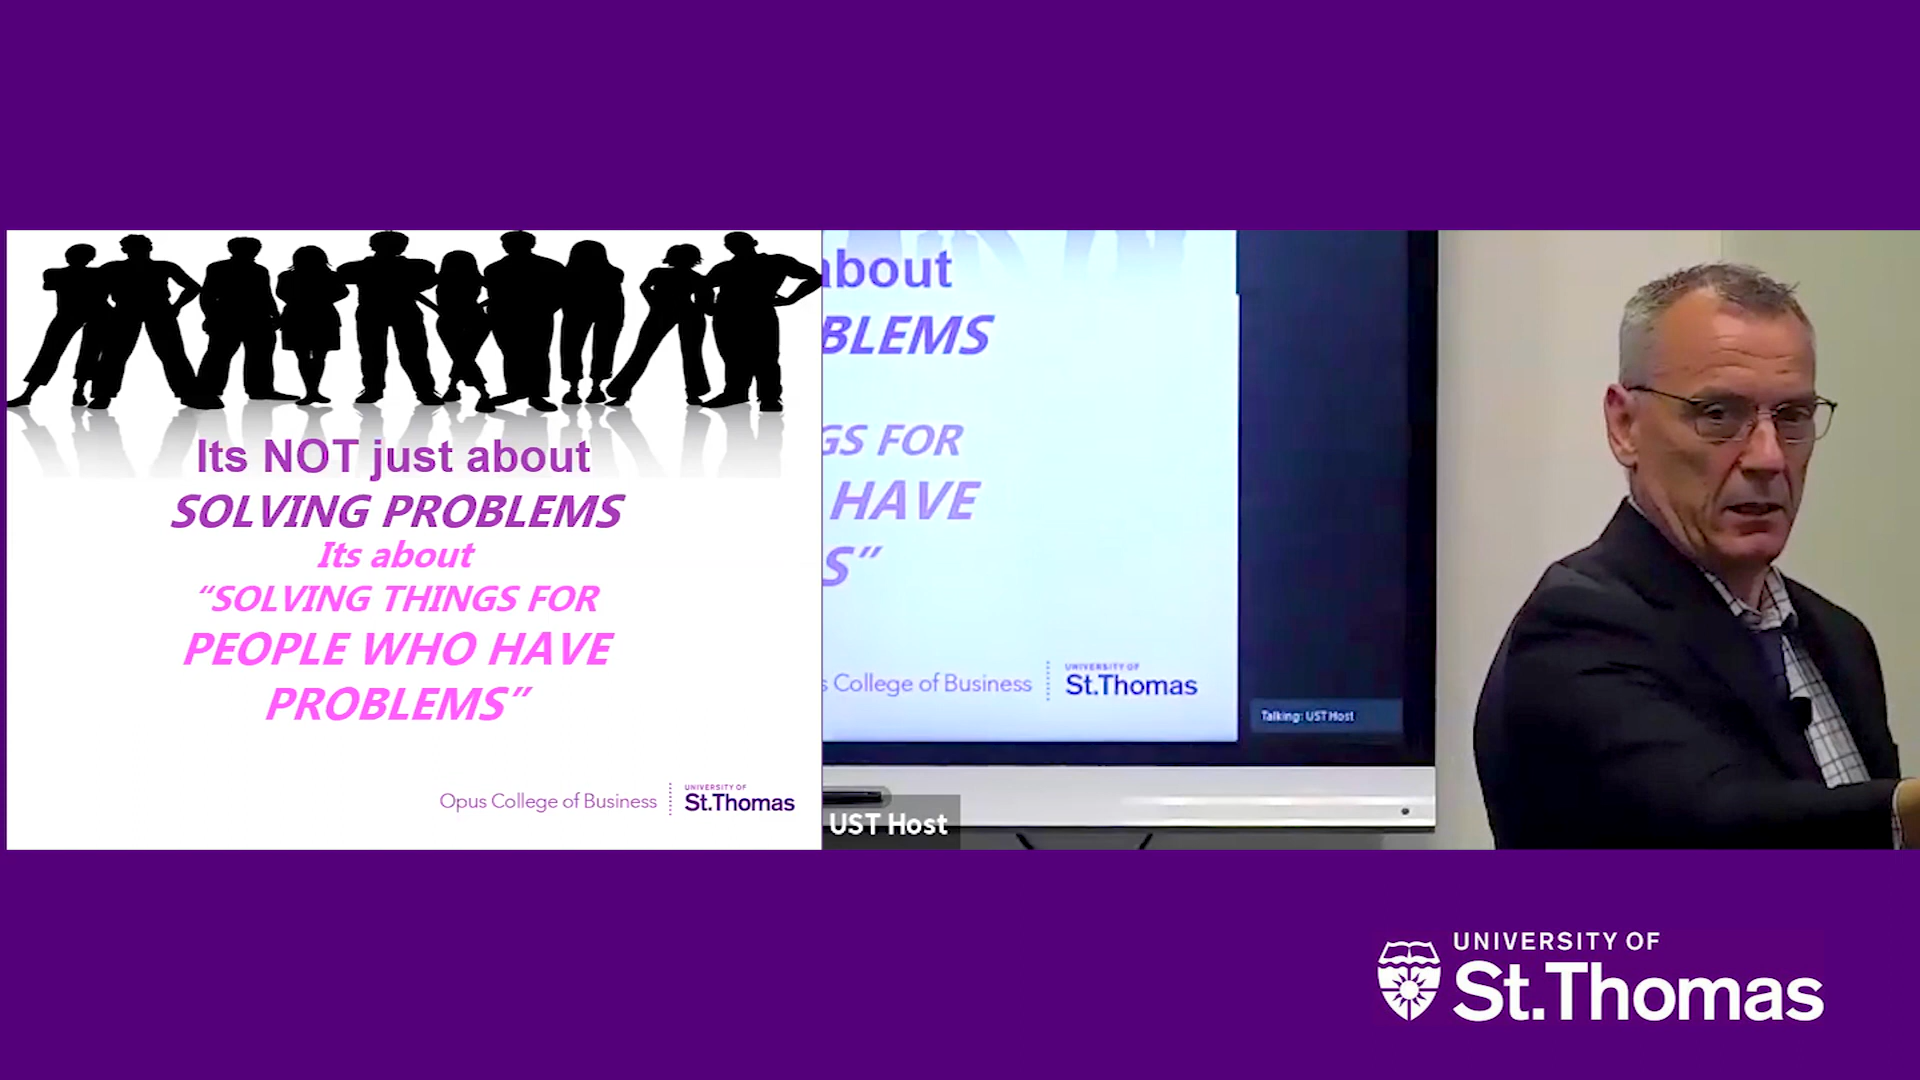 Its NOT just about
SOLVING PROBLEMS
Its about
“SOLVING THINGS FOR
PEOPLE WHO HAVE
PROBLEMS”
Opus College of Business
UNIVERSITY OF
St.Thomas
about
BLEMS
GS FOR
HAVE
S”
s College of Business
UNIVERSITY OF
St.Thomas
Talking: UST Host
UST Host
UNIVERSITY OF
St.Thomas